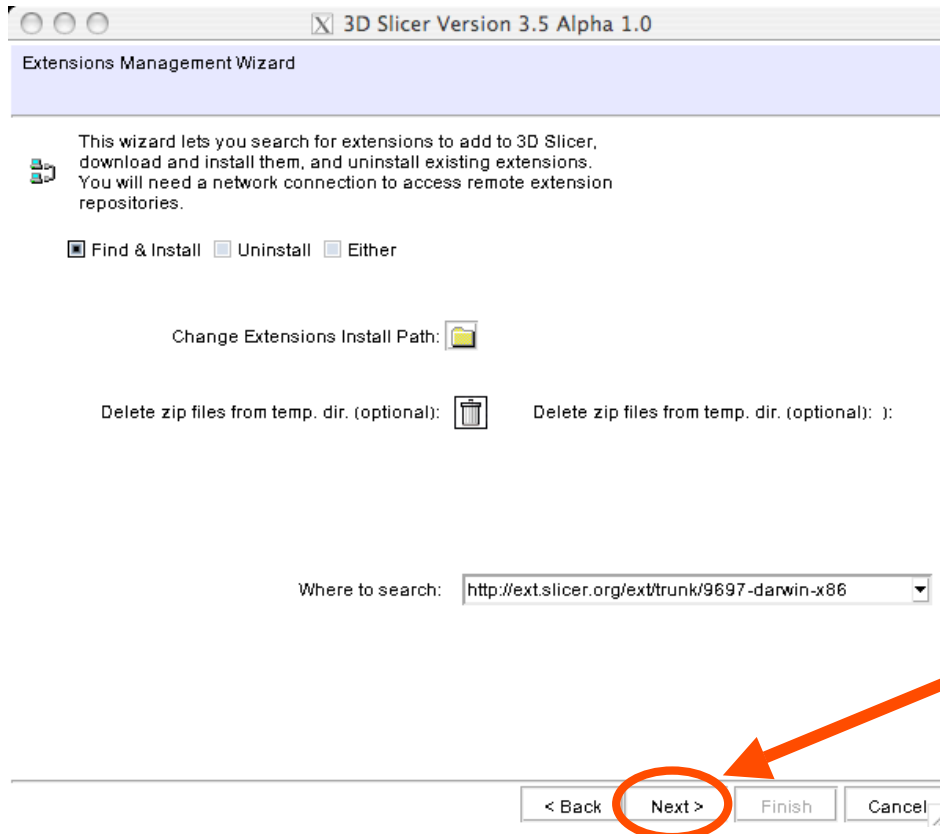 3D Slicer Version 3.5 Alpha 1.0
Extensions Management Wizard
This wizard lets you search for extensions to add to 3D Slicer,
download and install them, and uninstall existing extensions.
You will need a network connection to access remote extension
repositories.
Find & Install Uninstall Either
Change Extensions Install Path:
Delete zip files from temp. dir. (optional): Delete zip files from temp. dir. (optional): ):
Where to search: http://ext.slicer.org/ext/trunk/9697-darwin-x86
< Back Next > Finish Cancel